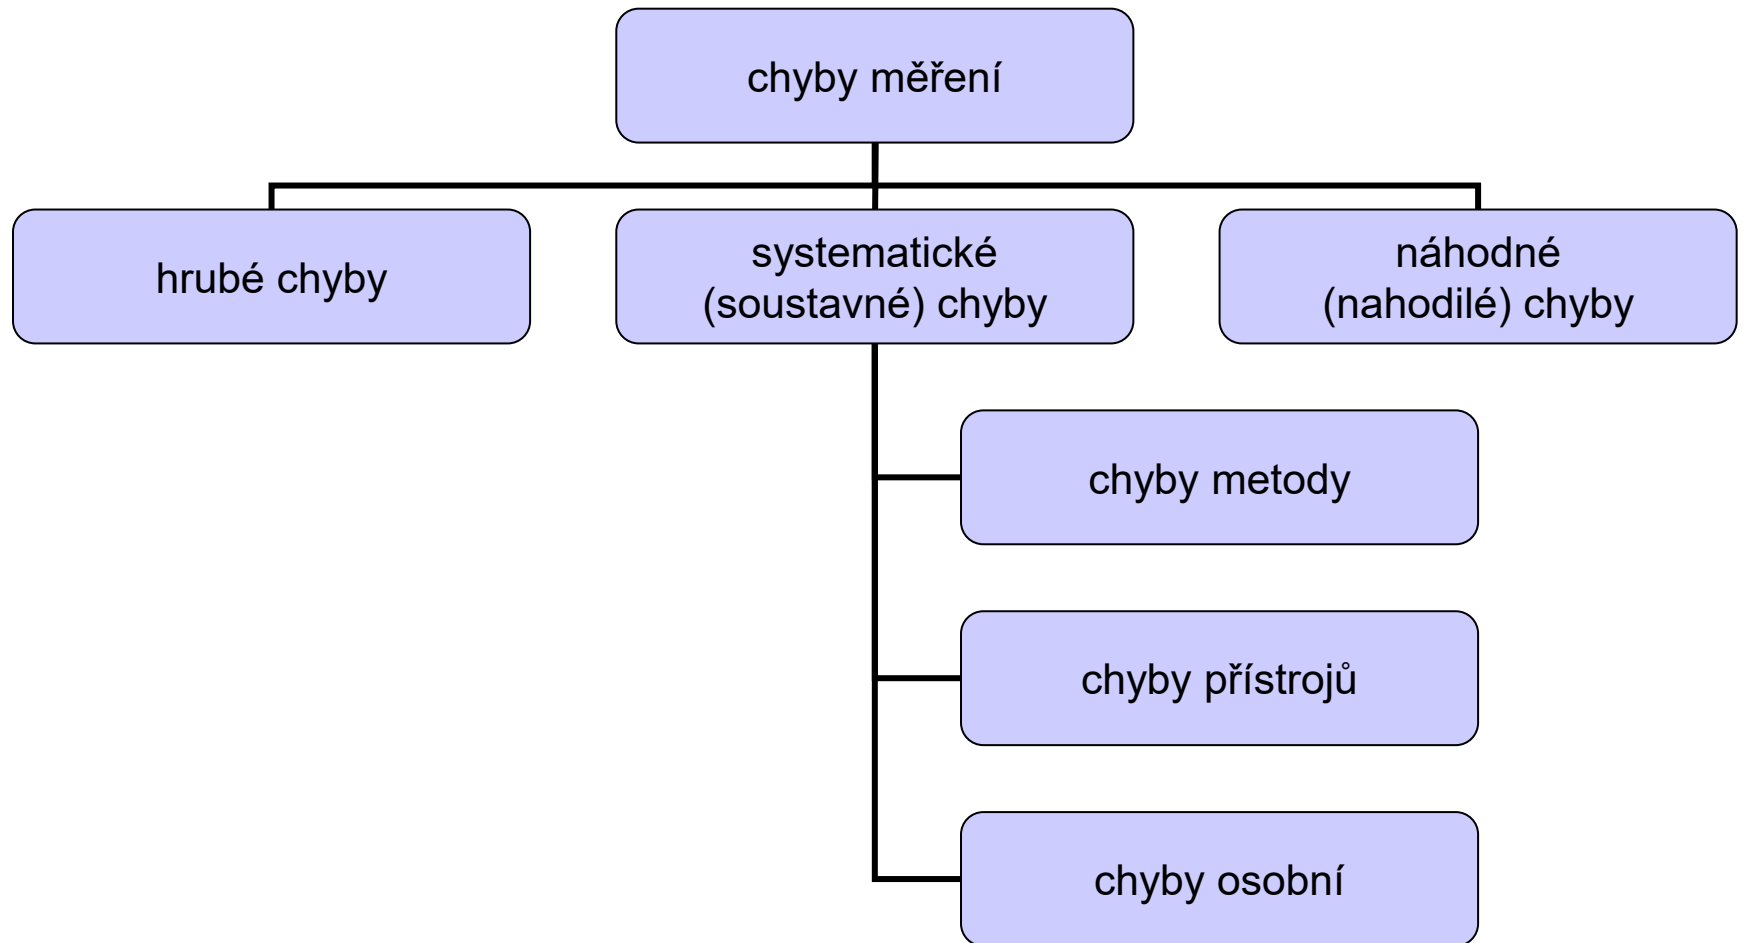 chyby měření
hrubé chyby
systematické
(soustavné) chyby
náhodné
(nahodilé) chyby
chyby metody
chyby přístrojů
chyby osobní